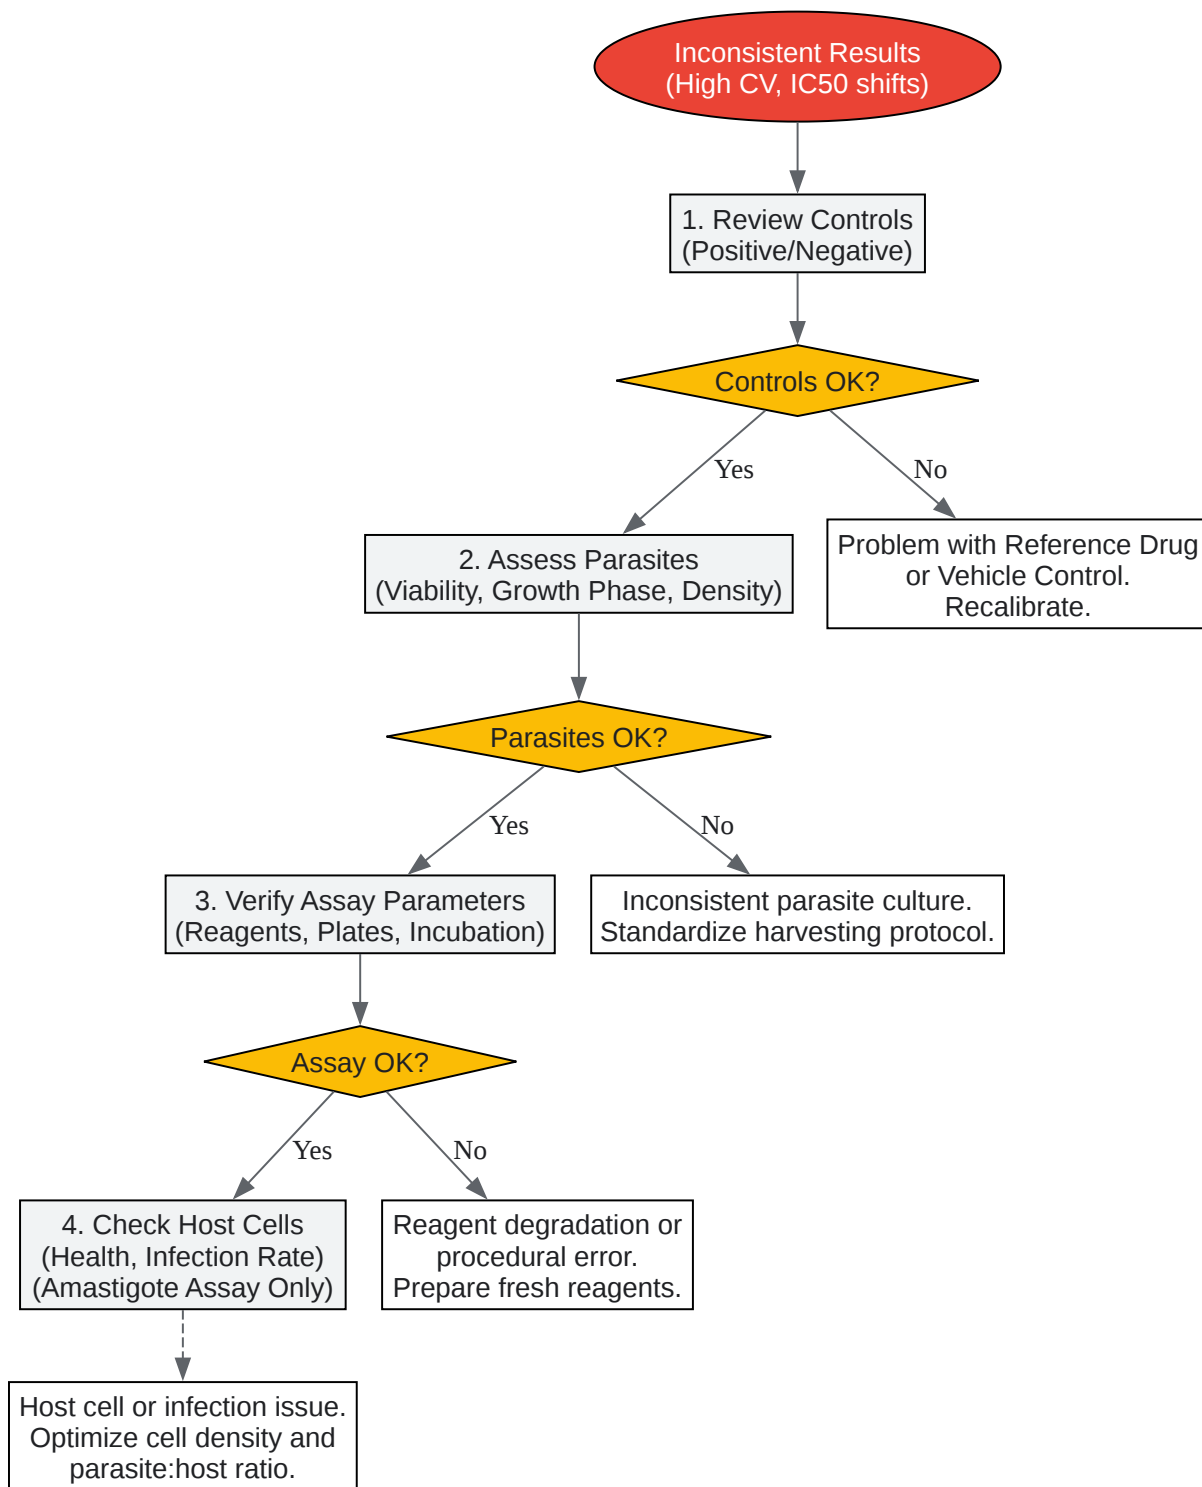 Inconsistent Results
(High CV, IC50 shifts)
1. Review Controls
(Positive/Negative)
Controls OK?
Yes
No
2. Assess Parasites
(Viability, Growth Phase, Density)
Problem with Reference Drug
or Vehicle Control.
Recalibrate.
Parasites OK?
Yes
No
3. Verify Assay Parameters
(Reagents, Plates, Incubation)
Inconsistent parasite culture.
Standardize harvesting protocol.
Assay OK?
Yes
No
4. Check Host Cells
(Health, Infection Rate)
(Amastigote Assay Only)
Reagent degradation or
procedural error.
Prepare fresh reagents.
Host cell or infection issue.
Optimize cell density and
parasite:host ratio.